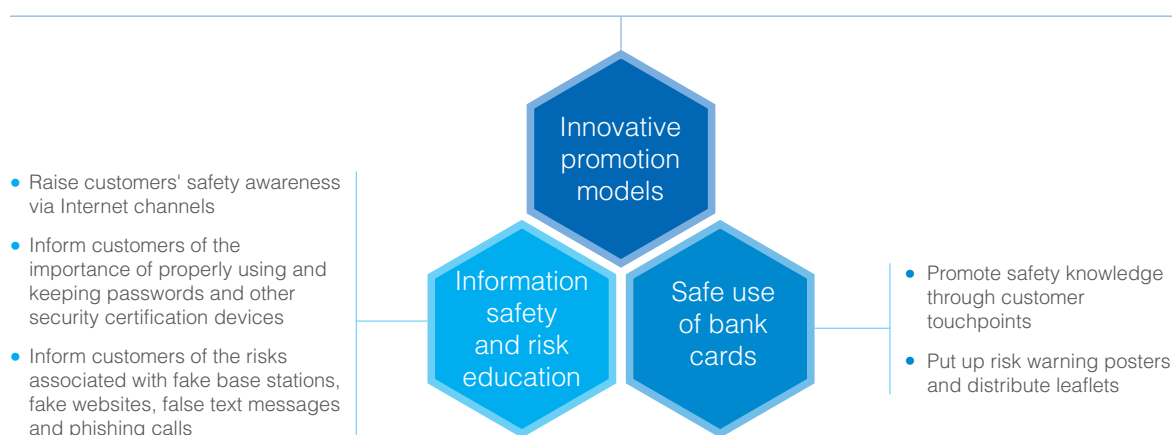 Innovative
promotion
models
● Raise customers' safety awareness
via Internet channels
● Inform customers of the
importance of properly using and
keeping passwords and other
security certification devices
● Inform customers of the risks
associated with fake base stations,
fake websites, false text messages
and phishing calls
Information
safety
and risk
education
Safe use
of bank
cards
● Promote safety knowledge
through customer
touchpoints
● Put up risk warning posters
and distribute leaflets